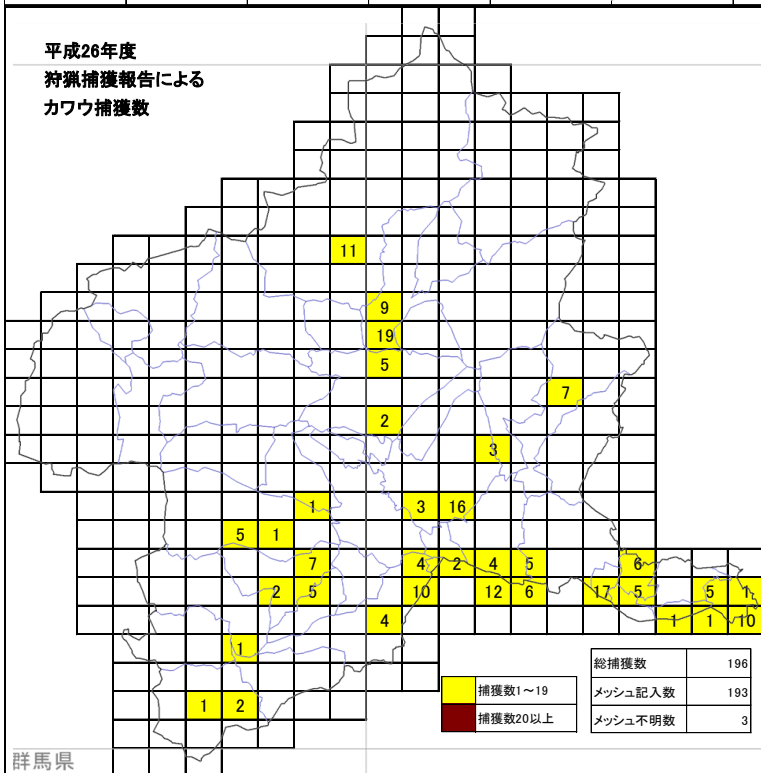 平成26年度
狩猟捕獲報告による
カワウ捕獲数
11
9
19
5
7
2
3
1 3 16
5 1
7 4 2 4 5 6
2 5 10 12 6 17 5 5 1
4 1 1 10
1
1 2
捕獲数1～19
捕獲数20以上
総捕獲数 196
メッシュ記入数 193
メッシュ不明数 3
群馬県